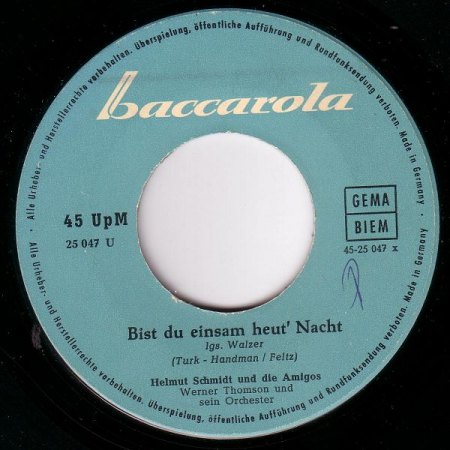 · Alle Urheber- und Herstellerrechte vorbehalten. Überspielung, öffentliche Aufführung und Rundfunksendung verboten. Made in Germany ·
baccarola
45 UpM
25 047 U
GEMA
BIEM
45-25 047 x
Bist du einsam heut' Nacht
lgs. Walzer
(Turk - Handman / Feltz)
Helmut Schmidt und die Amigos
Werner Thomson und
sein Orchester
· Alle Urheber- und Herstellerrechte vorbehalten. Überspielung, öffentliche Aufführung und Rundfunksendung verboten. Made in Germany ·